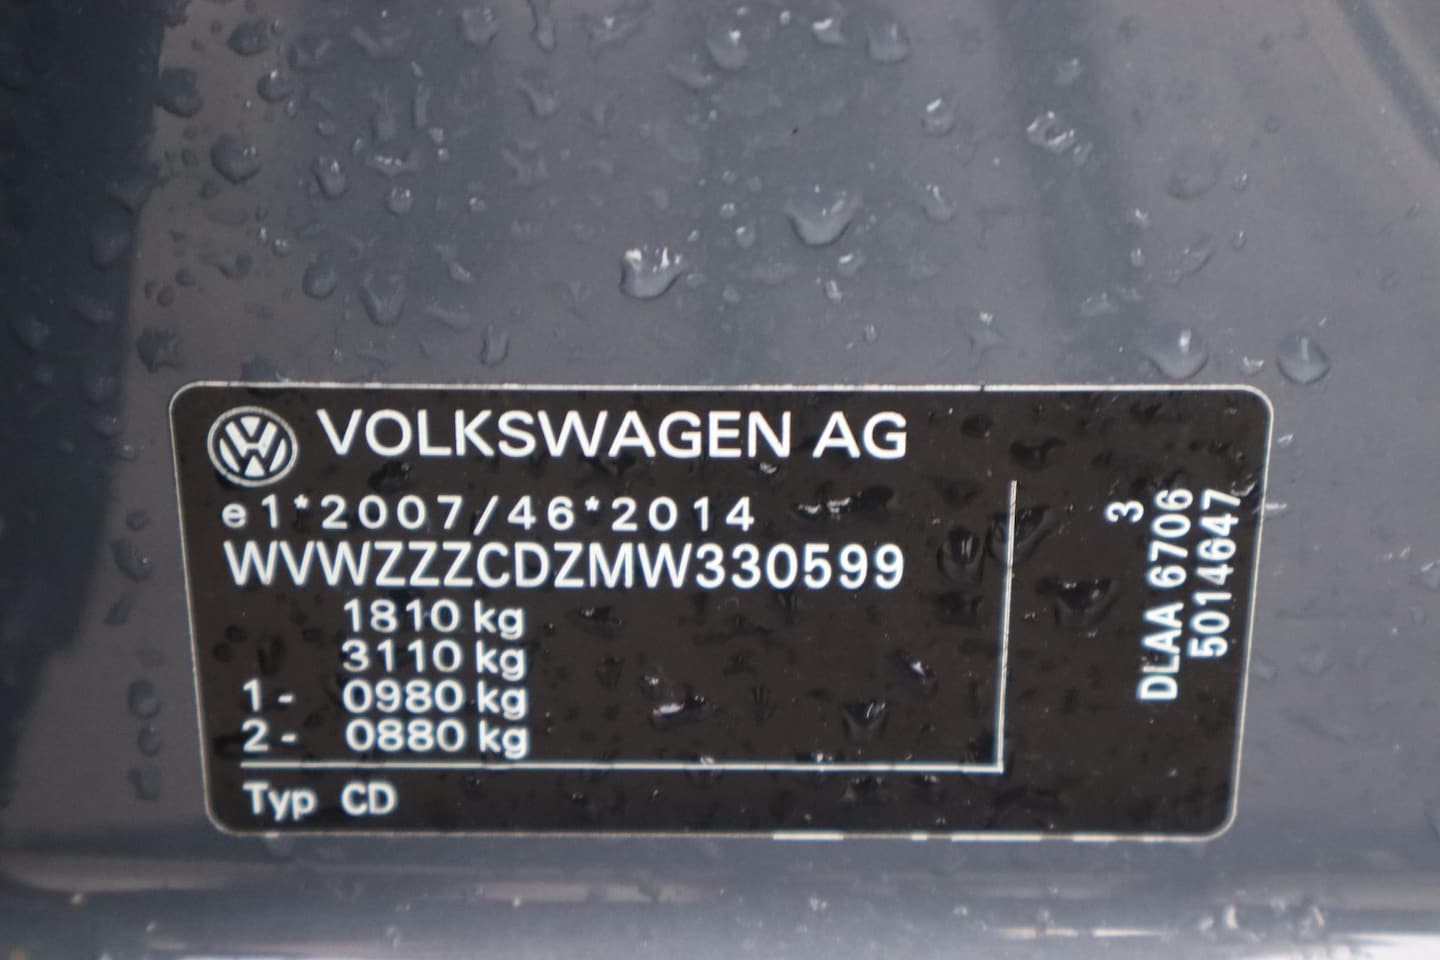 VOLKSWAGEN AG
e1*2007/46*2014
WVWZZZCDZMW330599
1810 kg
3110 kg
1- 0980 kg
2- 0880 kg
Typ CD
3
DLAA 6706
5014647